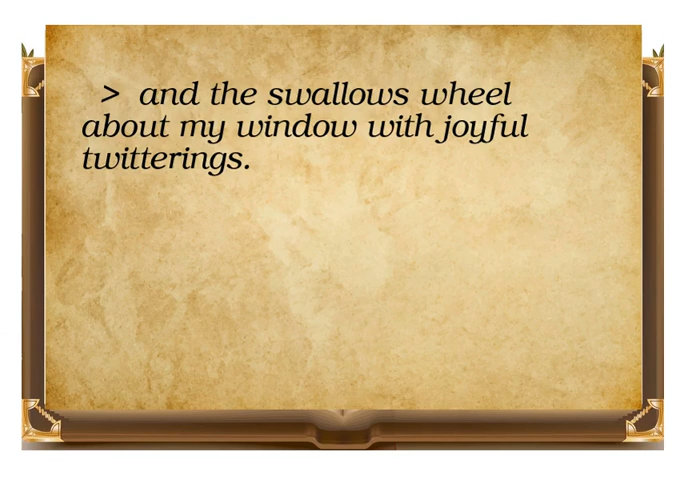 > and the swallows wheel
about my window with joyful
twitterings.